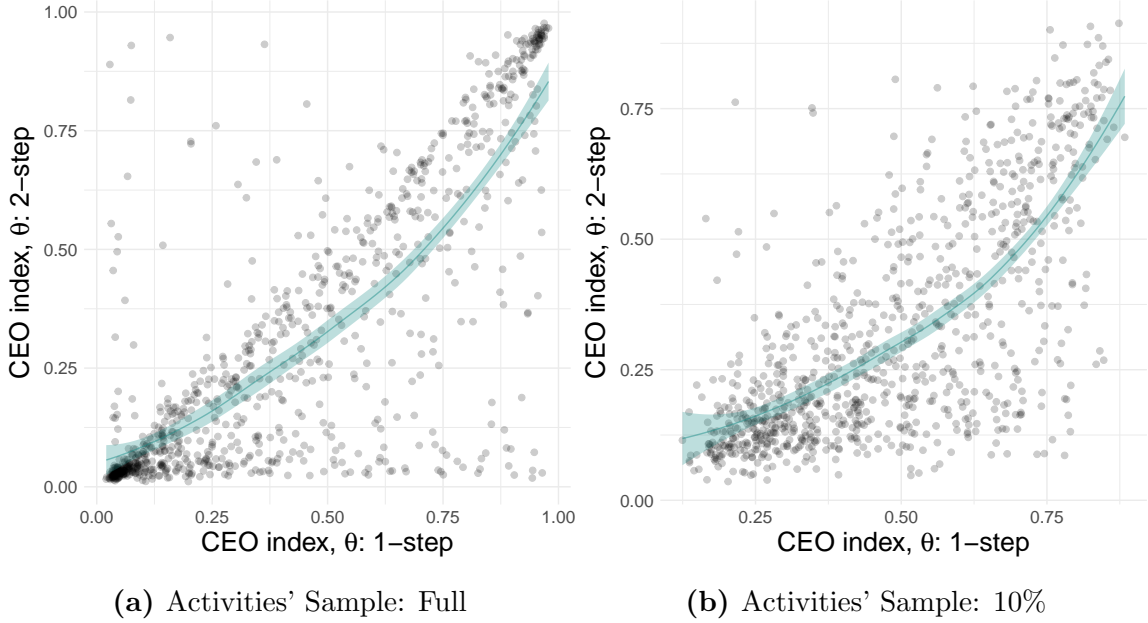 1.00
0.75
0.50
0.25
0.00
CEO index, θ: 2−step
0.00 0.25 0.50 0.75 1.00
CEO index, θ: 1−step
(a) Activities’ Sample: Full
0.75
0.50
0.25
0.00
CEO index, θ: 2−step
0.25 0.50 0.75
CEO index, θ: 1−step
(b) Activities’ Sample: 10%